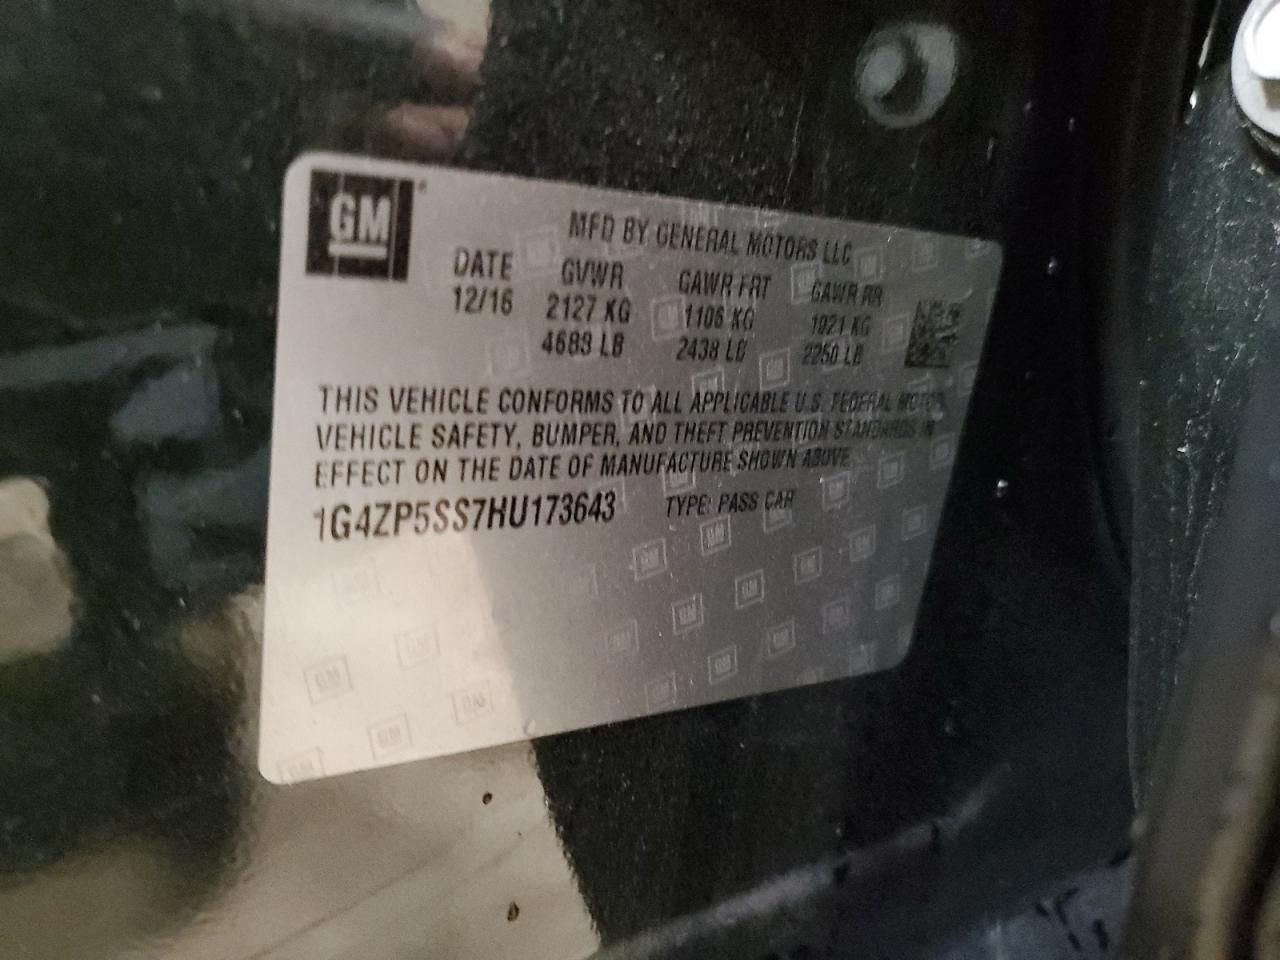 GM
MFD BY GENERAL MOTORS LLC
DATE GVWR GAWR FRT GAWR RR
12/16 2127 KG 1106 KG 1021 KG
4689 LB 2438 LB 2250 LB
THIS VEHICLE CONFORMS TO ALL APPLICABLE U.S. FEDERAL MOTOR
VEHICLE SAFETY, BUMPER, AND THEFT PREVENTION STANDARDS IN
EFFECT ON THE DATE OF MANUFACTURE SHOWN ABOVE.
1G4ZP5SS7HU173643 TYPE: PASS CAR